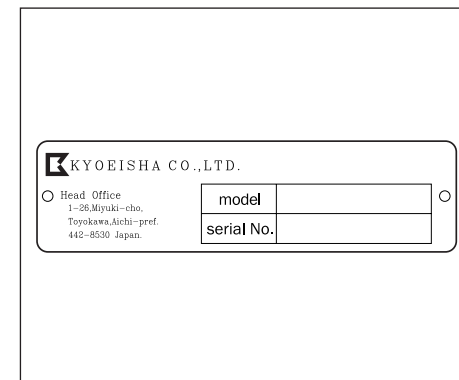 KYOEISHA CO.,LTD.
Head Office
1-26,Miyuki-cho,
Toyokawa,Aichi-pref.
442-8530 Japan.
model
serial No.